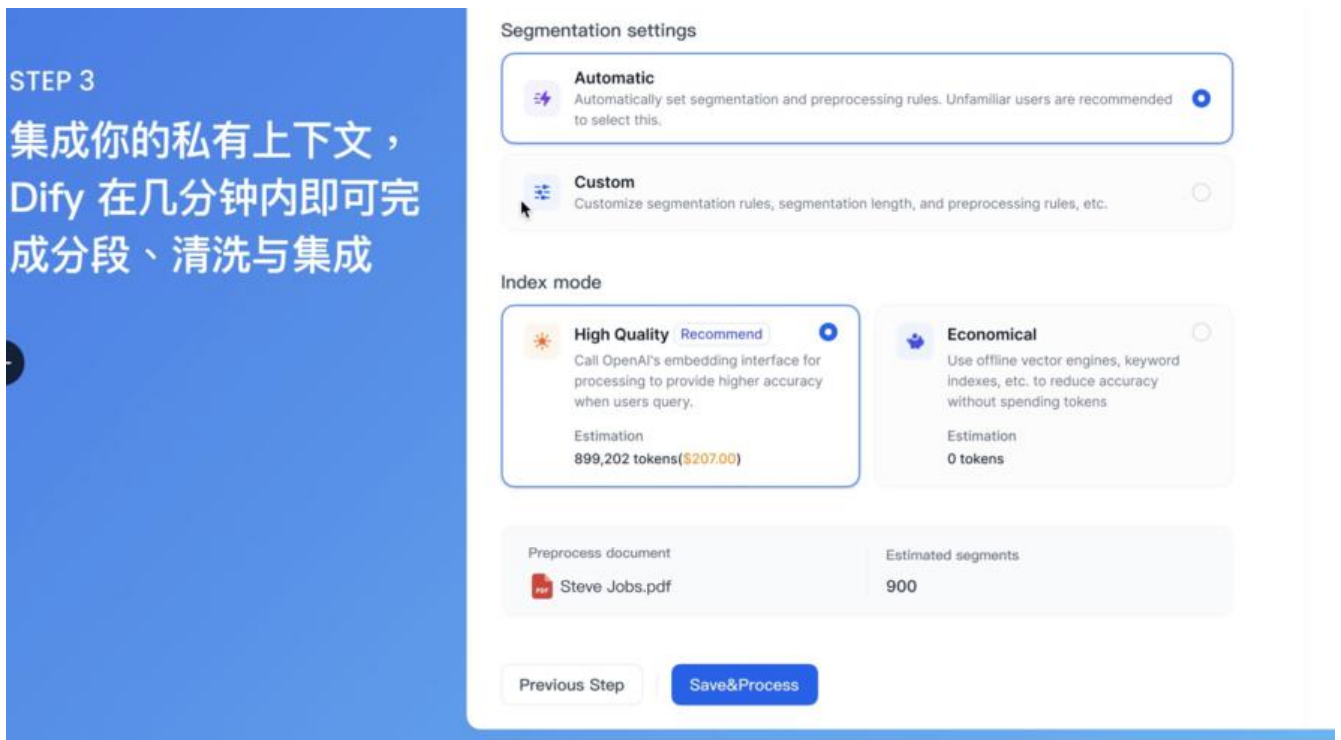 STEP 3
集成你的私有上下文，
Dify 在几分钟内即可完
成分段、清洗与集成
Segmentation settings
Automatic
Automatically set segmentation and preprocessing rules. Unfamiliar users are recommended
to select this.
Custom
Customize segmentation rules, segmentation length, and preprocessing rules, etc.
Index mode
High Quality Recommend
Call OpenAI's embedding interface for
processing to provide higher accuracy
when users query.
Estimation
899,202 tokens($207.00)
Economical
Use offline vector engines, keyword
indexes, etc. to reduce accuracy
without spending tokens
Estimation
0 tokens
Preprocess document
PDF Steve Jobs.pdf
Estimated segments
900
Previous Step
Save&Process